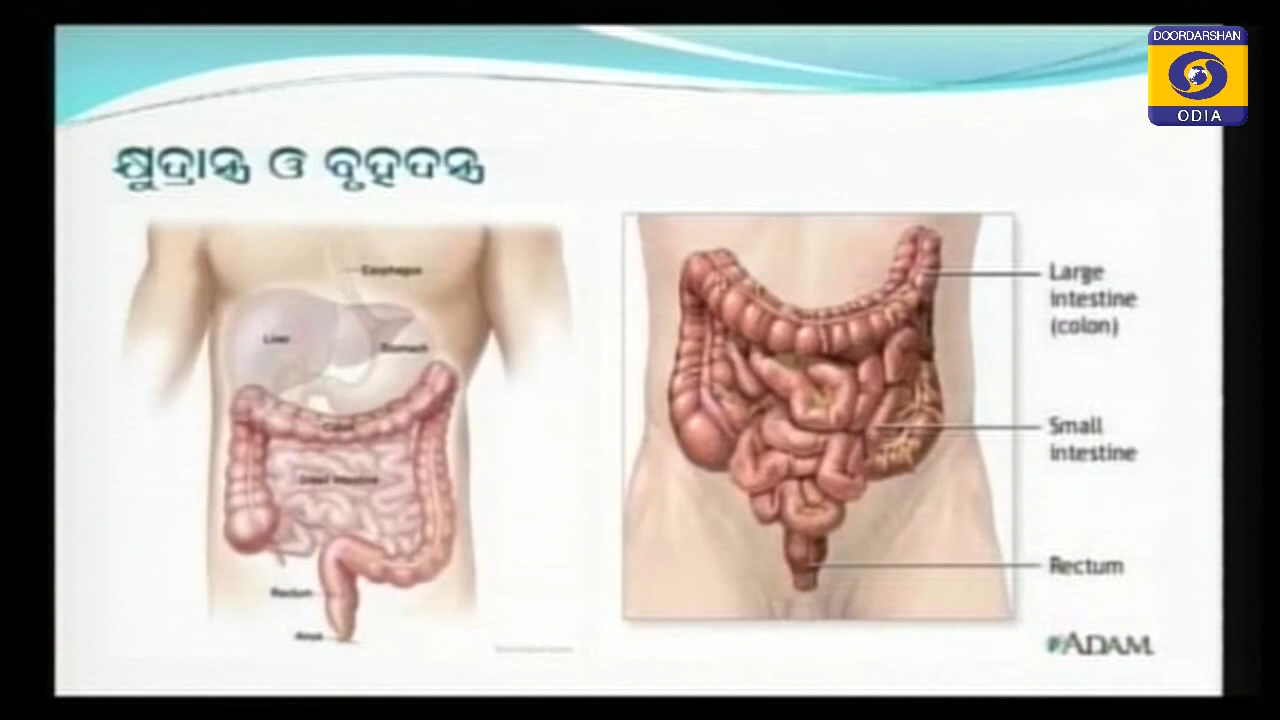 DOORDARSHAN
ODIA
କ୍ଷୁଦ୍ରାନ୍ତ୍ର ଓ ବୃହଦନ୍ତ୍ର
Esophagus
Liver
Stomach
Colon
Small Intestine
Rectum
Anus
Large
intestine
(colon)
Small
intestine
Rectum
ADAM.